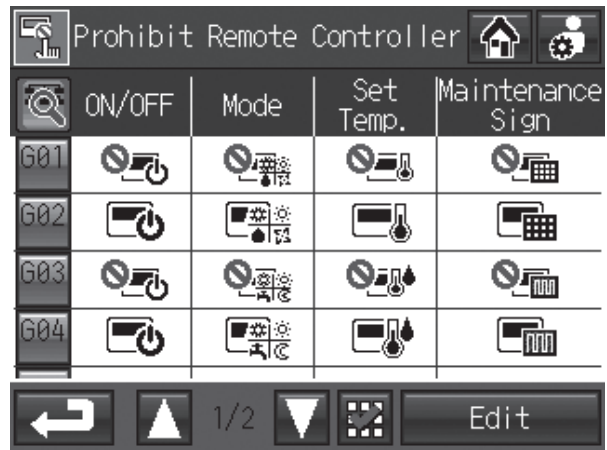 Prohibit Remote Controller
ON/OFF Mode Set Temp. Maintenance Sign
G01
G02
G03
G04
1/2 Edit